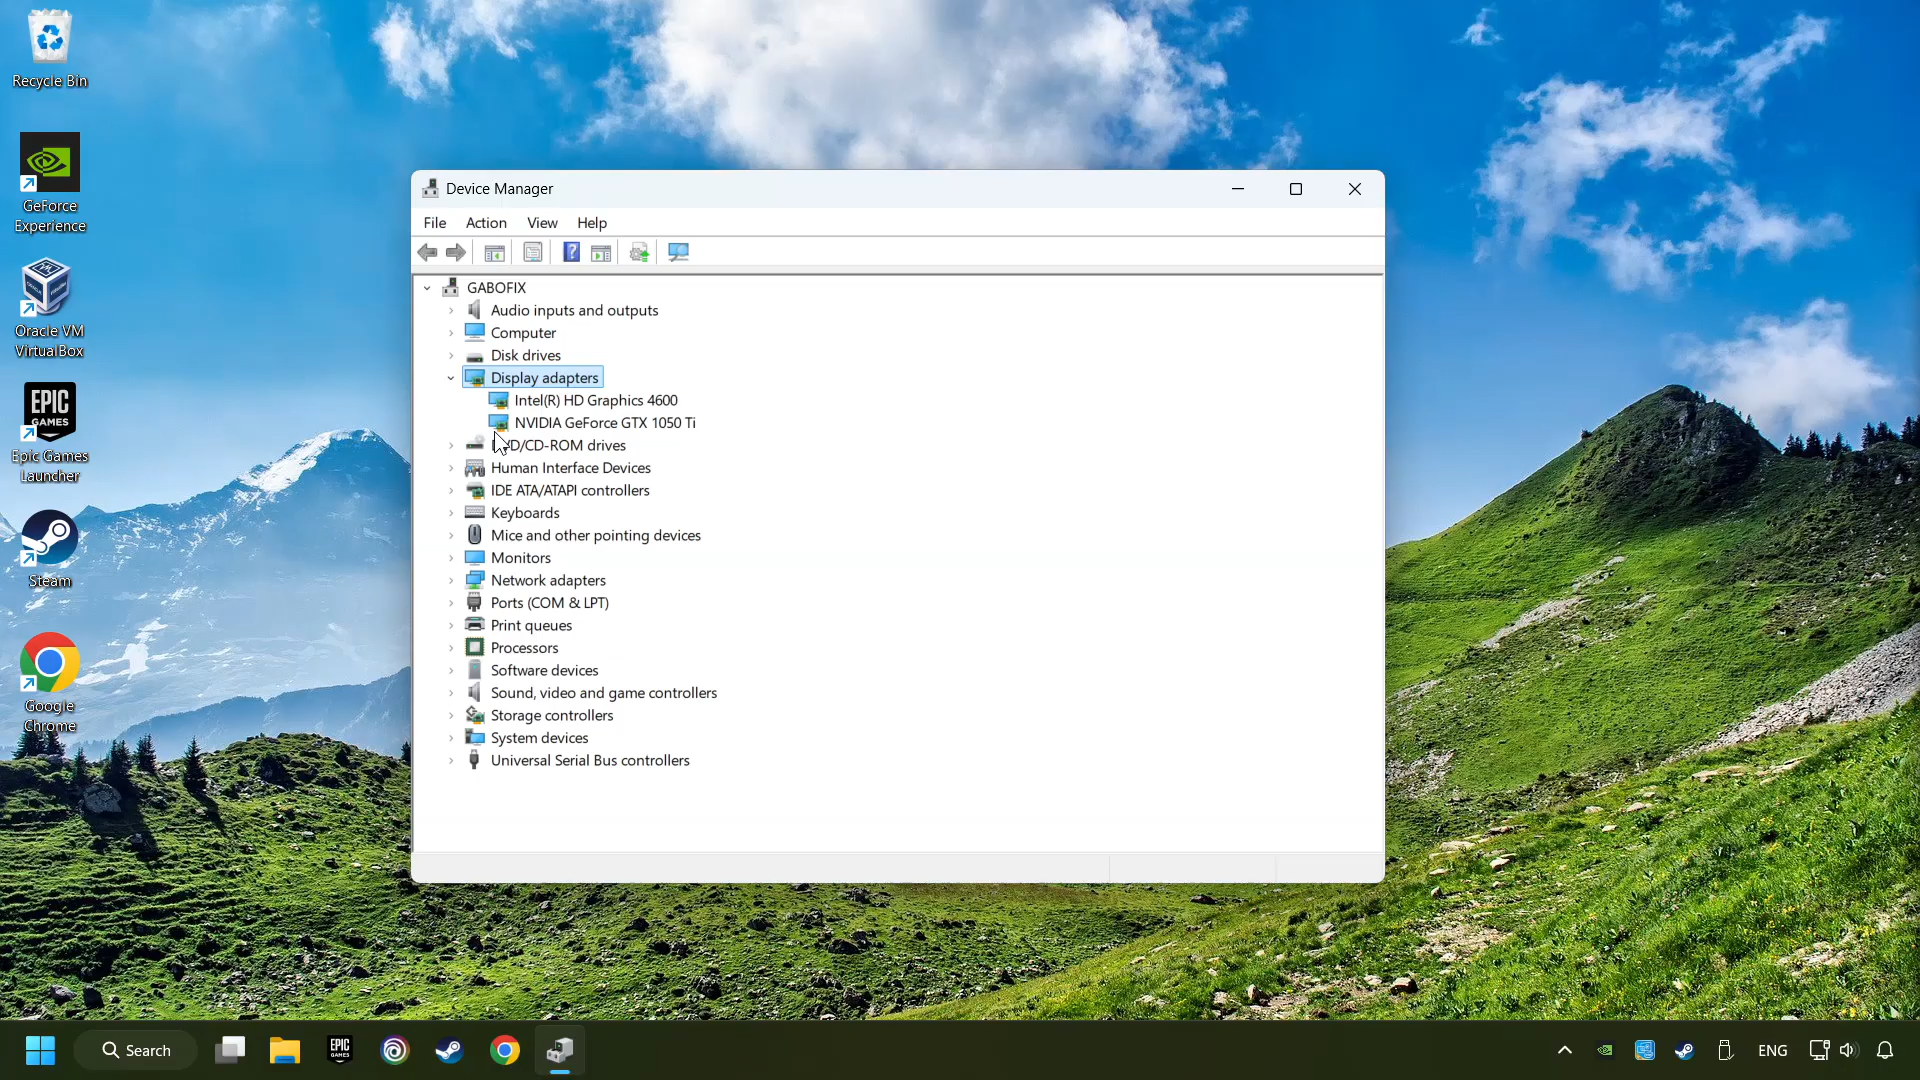 Recycle Bin
GeForce
Experience
Oracle VM
VirtualBox
EPIC
GAMES
Epic Games
Launcher
Steam
Google
Chrome
Device Manager
File Action View Help
GABOFIX
Audio inputs and outputs
Computer
Disk drives
Display adapters
Intel(R) HD Graphics 4600
NVIDIA GeForce GTX 1050 Ti
DVD/CD-ROM drives
Human Interface Devices
IDE ATA/ATAPI controllers
Keyboards
Mice and other pointing devices
Monitors
Network adapters
Ports (COM & LPT)
Print queues
Processors
Software devices
Sound, video and game controllers
Storage controllers
System devices
Universal Serial Bus controllers
Search
EPIC
GAMES
ENG